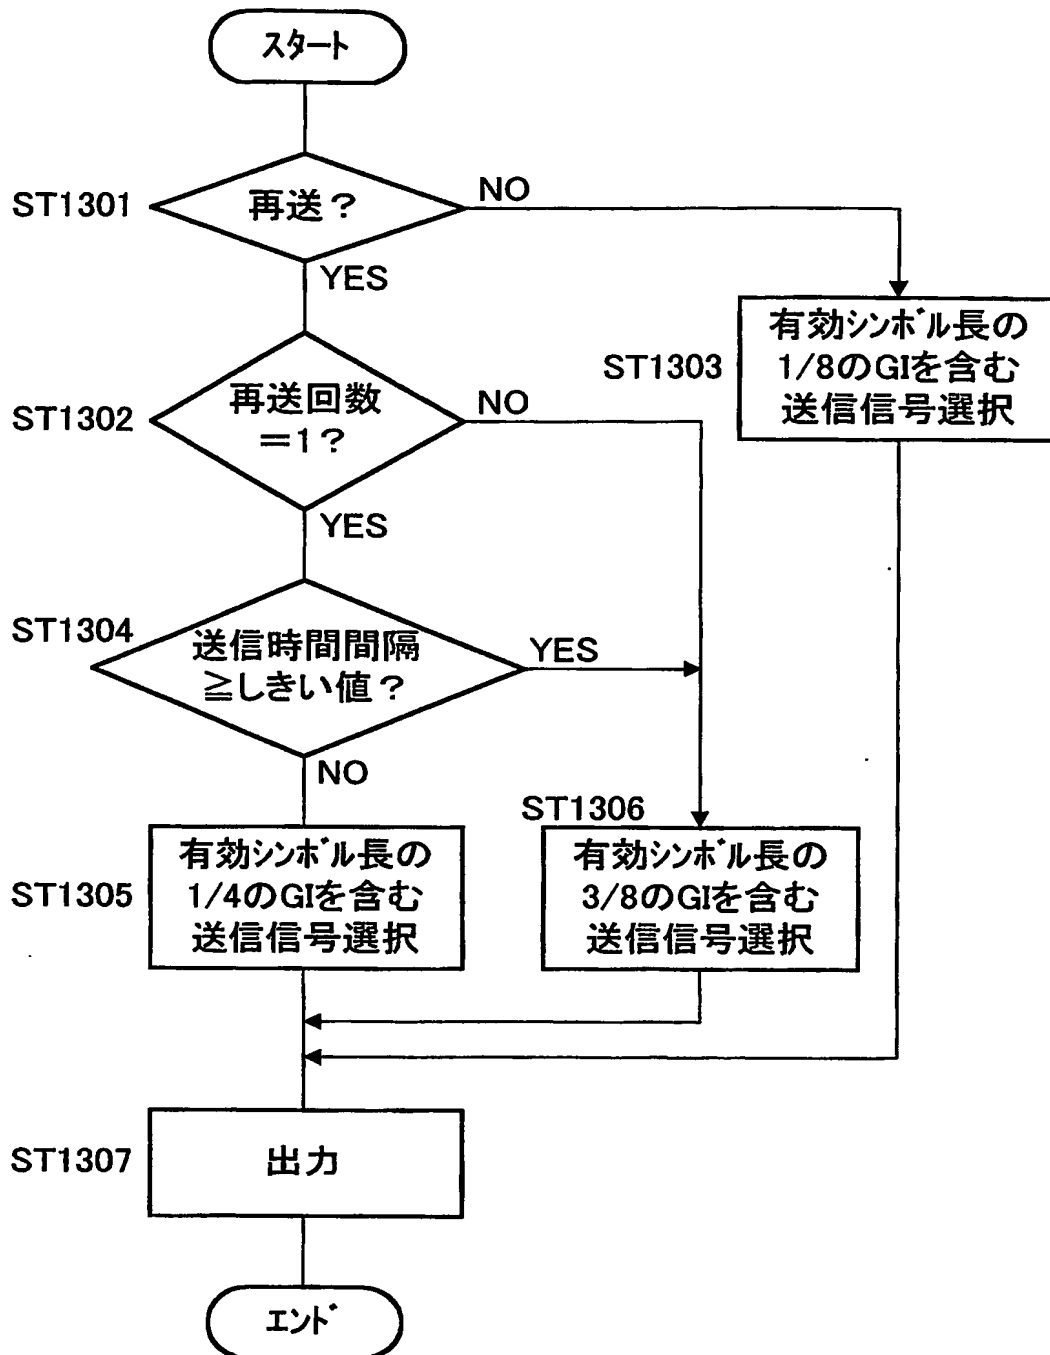 スタート
ST1301
再送？
NO
YES
有効シンボル長の
1/8のGIを含む
送信信号選択
ST1303
ST1302
再送回数
＝1？
NO
YES
ST1304
送信時間間隔
≧しきい値？
YES
NO
ST1306
ST1305
有効シンボル長の
1/4のGIを含む
送信信号選択
有効シンボル長の
3/8のGIを含む
送信信号選択
ST1307
出力
エンド